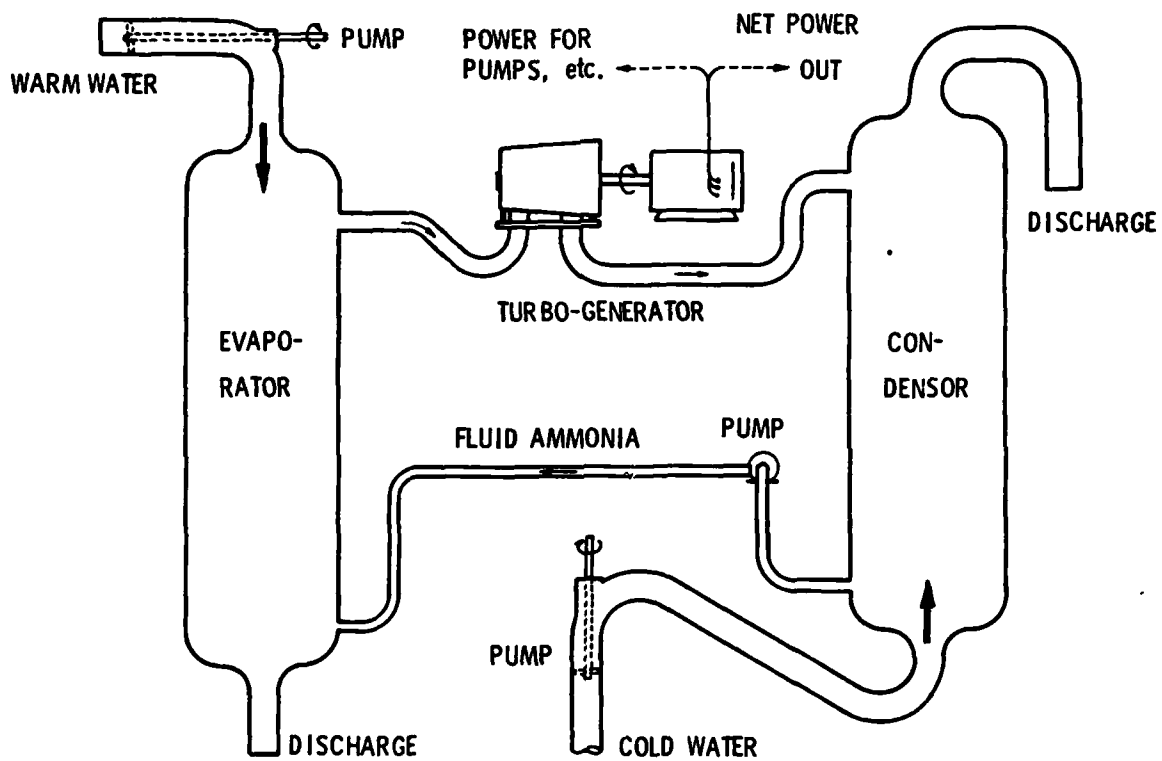 PUMP
WARM WATER
POWER FOR
PUMPS, etc.
NET POWER
OUT
DISCHARGE
TURBO-GENERATOR
EVAPO-
RATOR
CON-
DENSOR
FLUID AMMONIA
PUMP
PUMP
DISCHARGE
COLD WATER